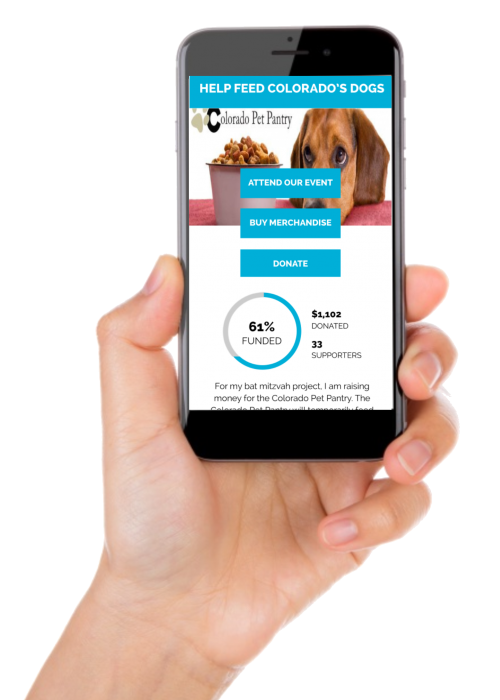 HELP FEED COLORADO'S DOGS
Colorado Pet Pantry
ATTEND OUR EVENT
BUY MERCHANDISE
DONATE
61%
FUNDED
$1,102
DONATED
33
SUPPORTERS
For my bat mitzvah project, I am raising
money for the Colorado Pet Pantry. The
Colorado Pet Pantry will temporarily feed